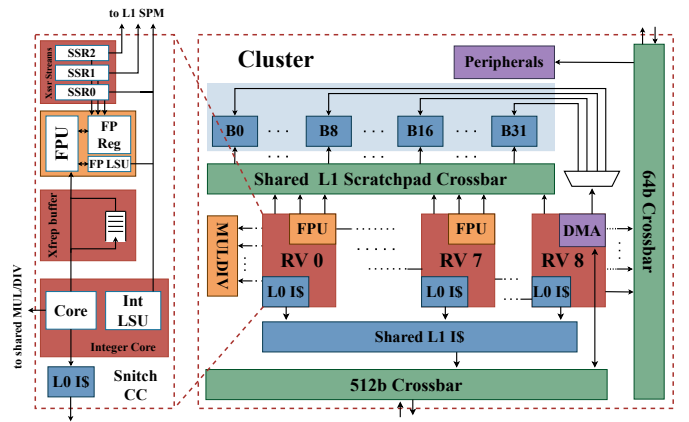 to L1 SPM
SSR2
SSR1
SSR0
Xssr Streams
FPU
FP
Reg
FP LSU
Xfrep buffer
to shared MUL/DIV
Core
Int
LSU
Integer Core
L0 I$
Snitch
CC
Cluster
Peripherals
B0
B8
B16
B31
Shared L1 Scratchpad Crossbar
64b Crossbar
MULDIV
FPU
RV 0
L0 I$
FPU
RV 7
L0 I$
DMA
RV 8
L0 I$
Shared L1 I$
512b Crossbar